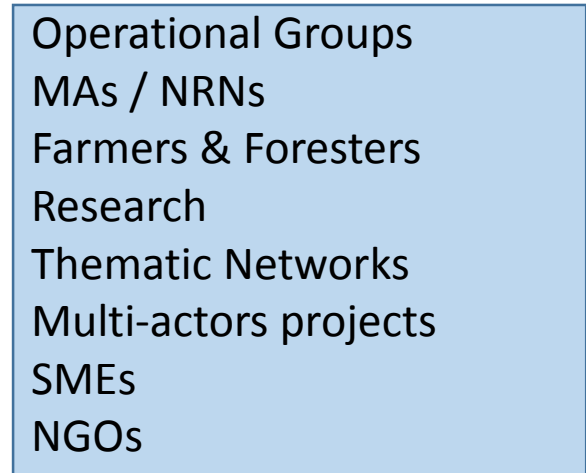 Operational Groups
MAs / NRNs
Farmers & Foresters
Research
Thematic Networks
Multi-actors projects
SMEs
NGOs